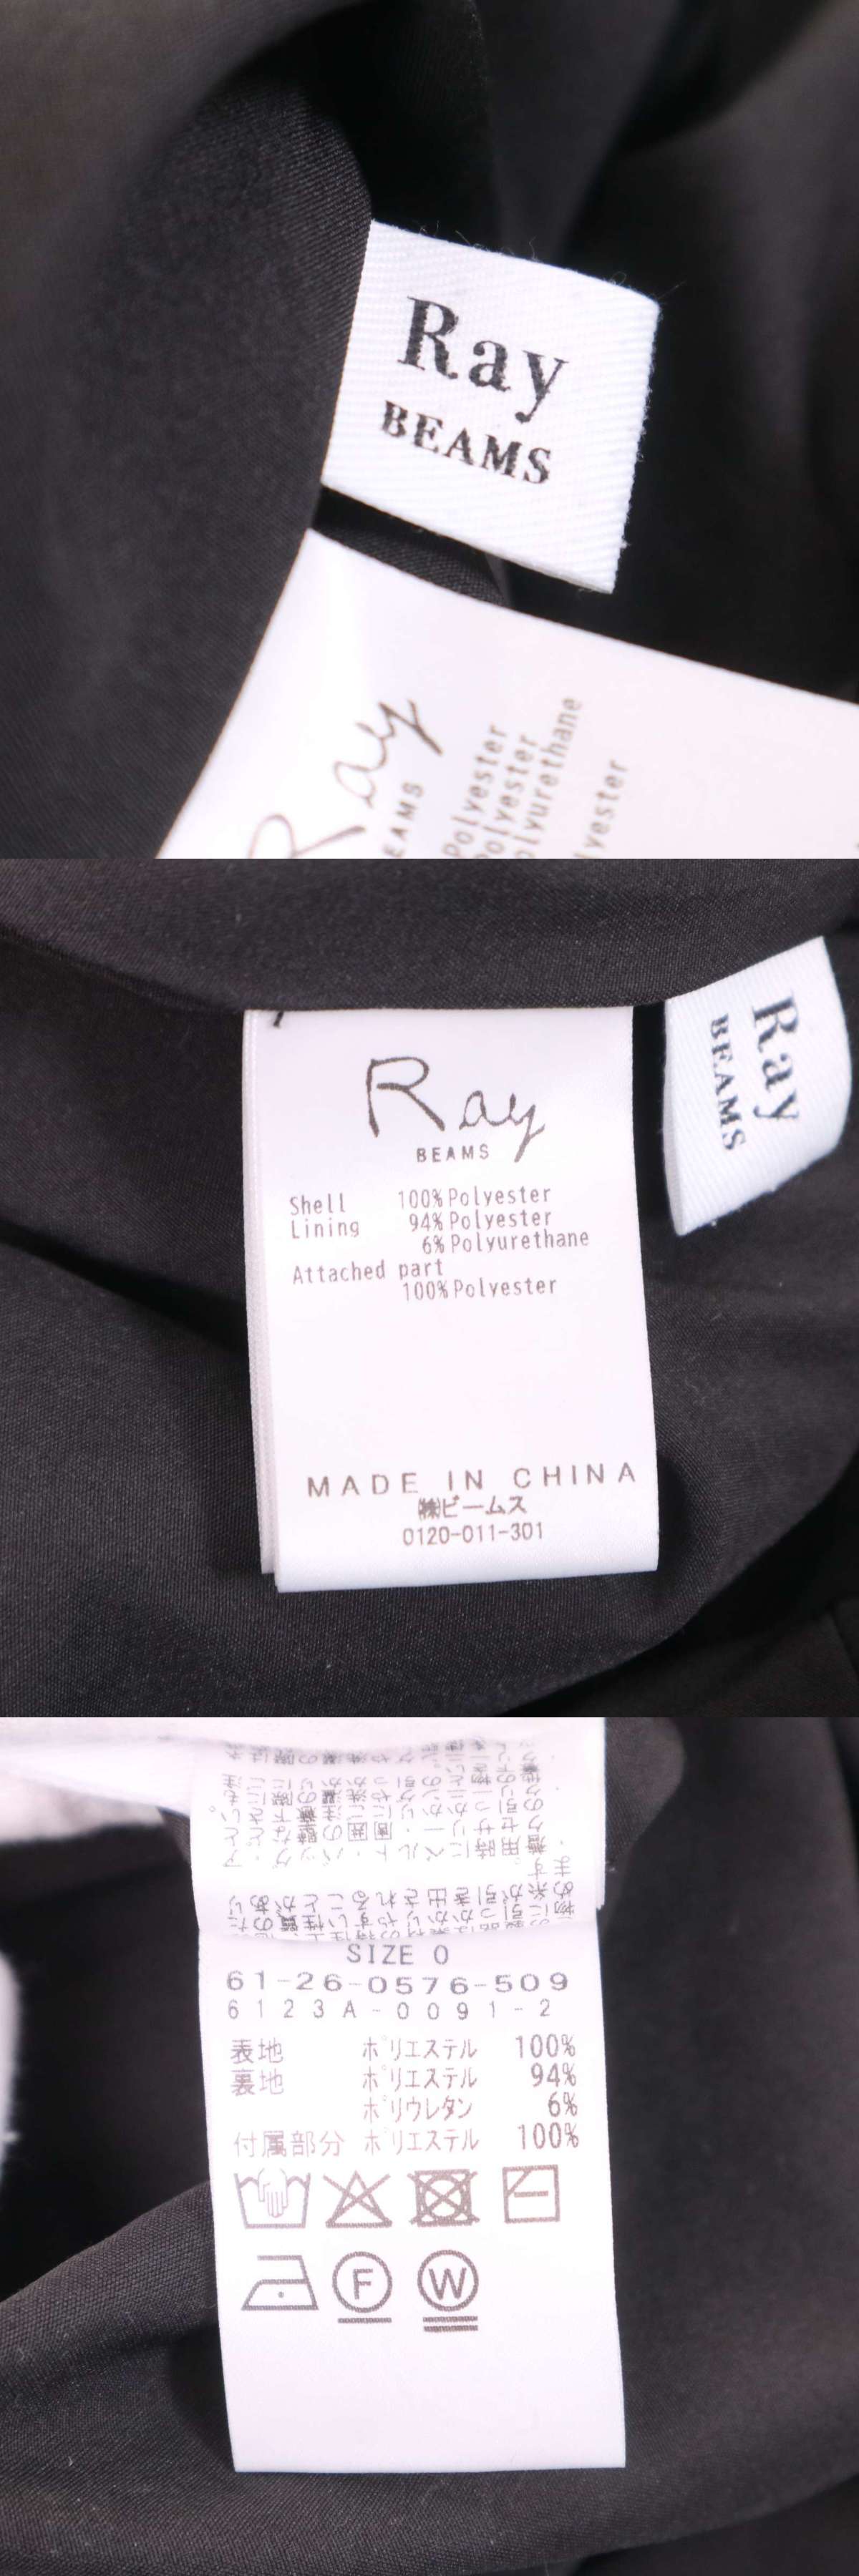 Ray
BEAMS
Ray
EAMS
Polyester
Polyester
olyurethane
lyester
Ray
BEAMS
Ray
BEAMS
Shell 100% Polyester
Lining 94% Polyester
6% Polyurethane
Attached part
100% Polyester
MADE IN CHINA
㈱ビームス
0120-011-301
SIZE 0
61-26-0576-509
6123A-0091-2
表地 ポリエステル 100%
裏地 ポリエステル 94%
ポリウレタン 6%
付属部分 ポリエステル 100%
F
W